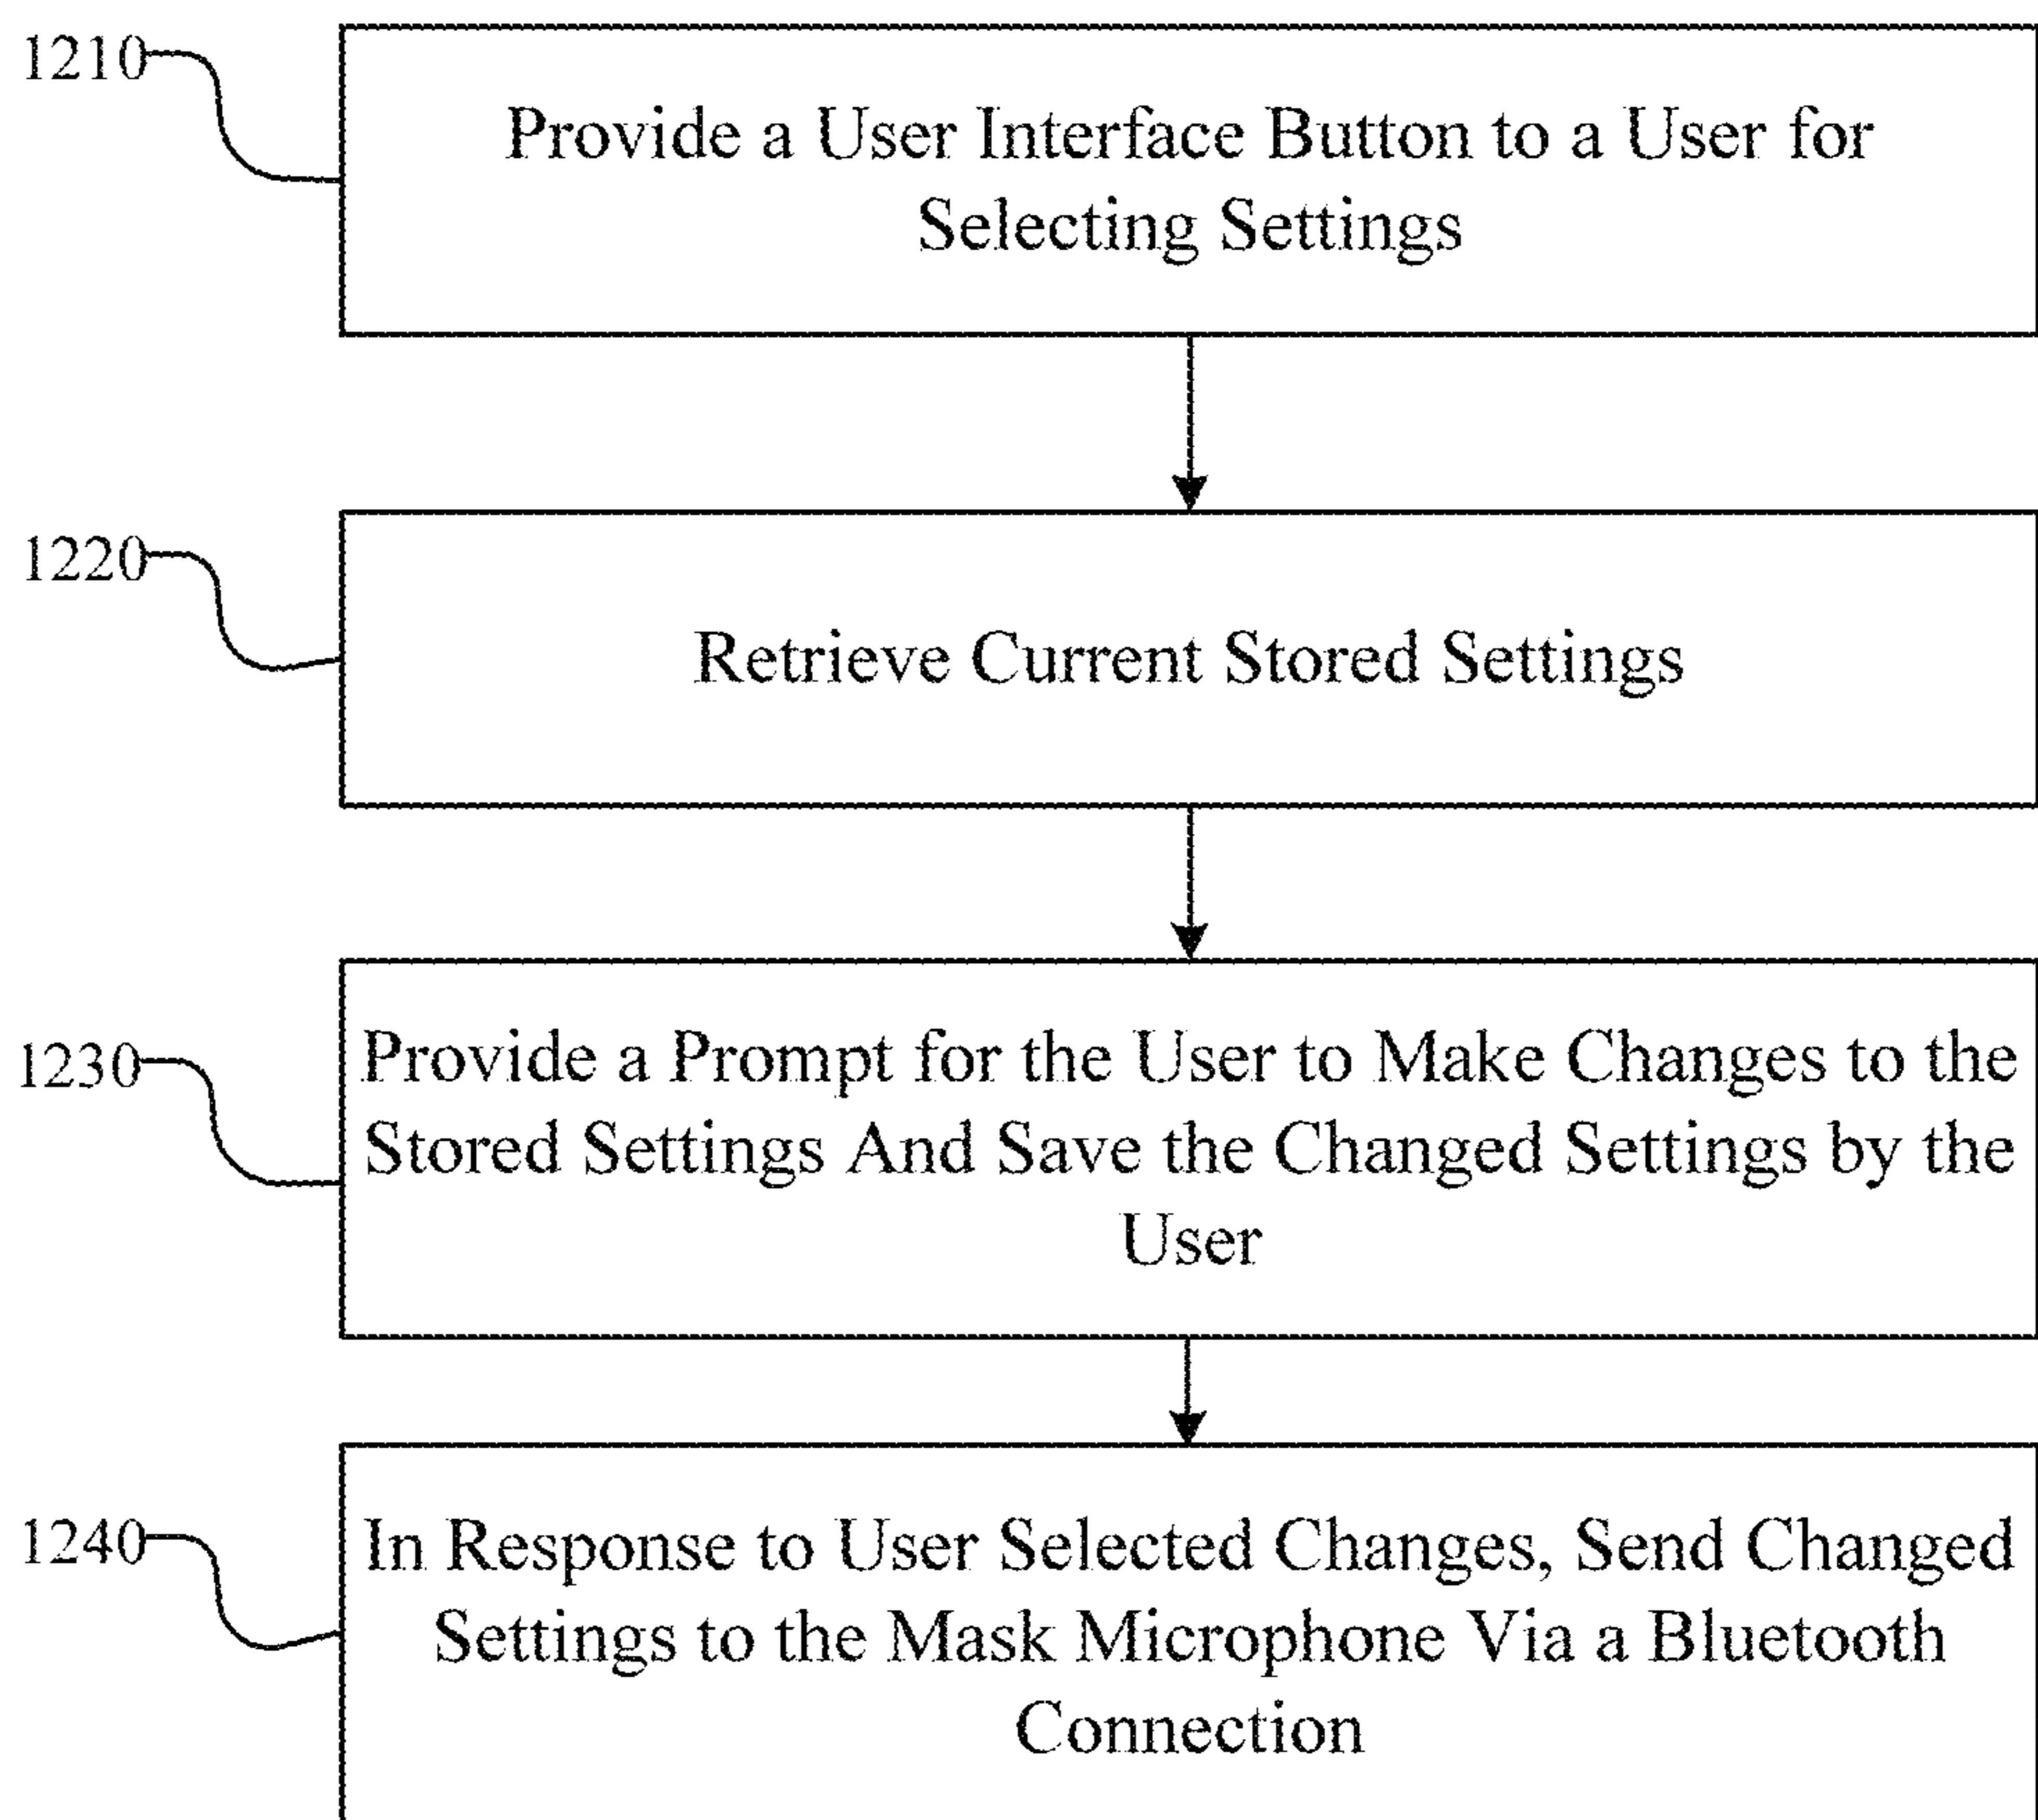 1210
Provide a User Interface Button to a User for
Selecting Settings
1220
Retrieve Current Stored Settings
1230
Provide a Prompt for the User to Make Changes to the
Stored Settings And Save the Changed Settings by the
User
1240
In Response to User Selected Changes, Send Changed
Settings to the Mask Microphone Via a Bluetooth
Connection